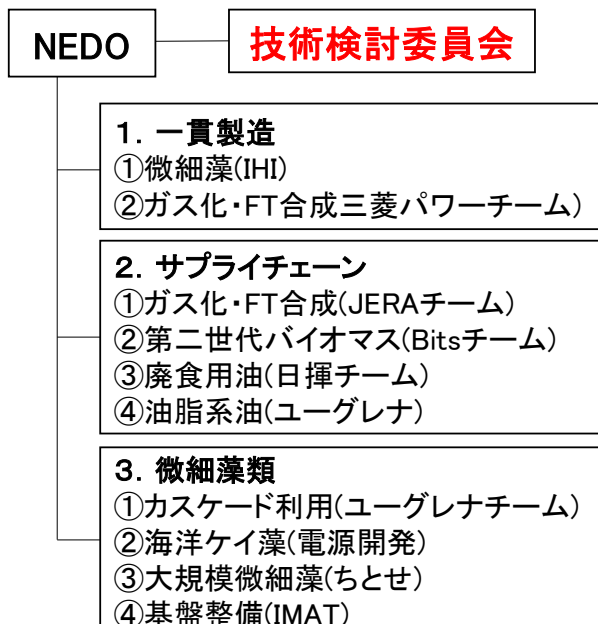 NEDO
技術検討委員会
1．一貫製造
①微細藻(IHI)
②ガス化・FT合成三菱パワーチーム)
2．サプライチェーン
①ガス化・FT合成(JERAチーム)
②第二世代バイオマス(Bitsチーム)
③廃食用油(日揮チーム)
④油脂系油(ユーグレナ)
3．微細藻類
①カスケード利用(ユーグレナチーム)
②海洋ケイ藻(電源開発)
③大規模微細藻(ちとせ)
④基盤整備(IMAT)